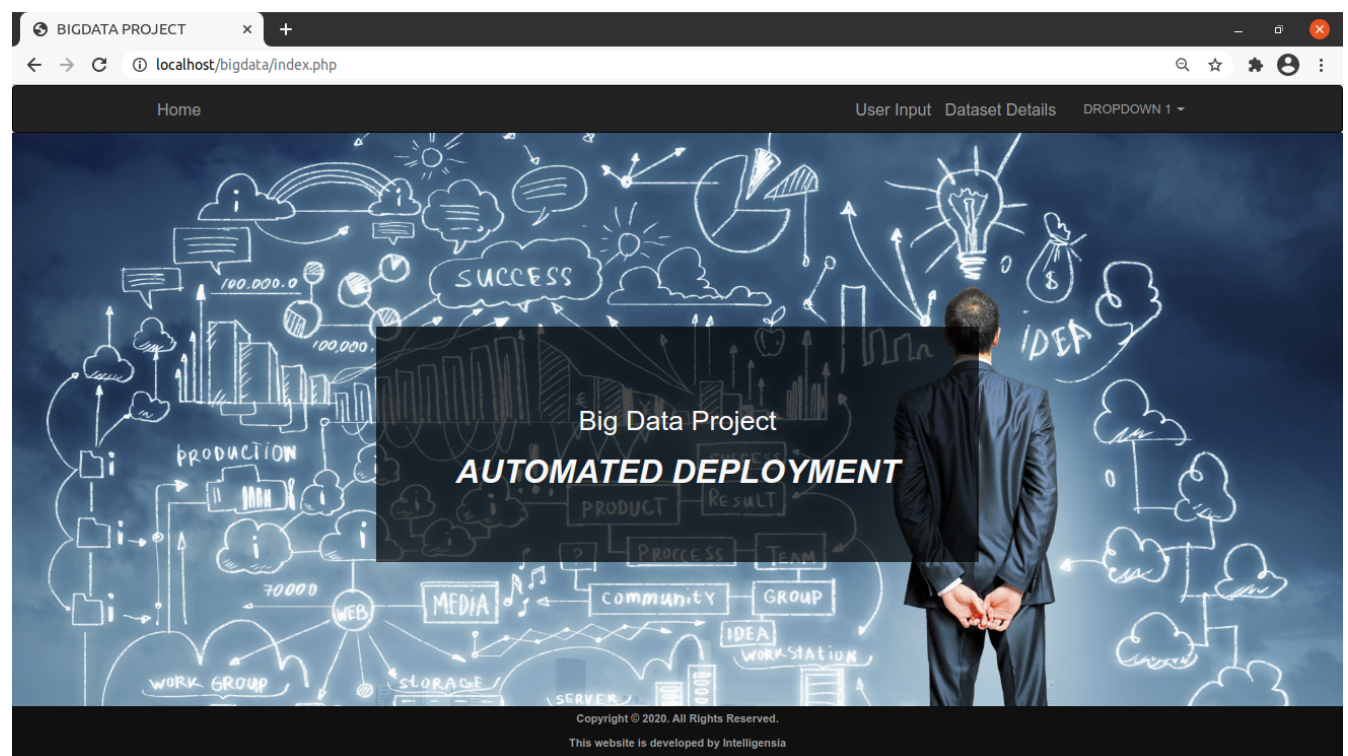 BIGDATA PROJECT
localhost/bigdata/index.php
Home User Input Dataset Details DROPDOWN 1
SUCCESS
100.000.0
$
IDEA
100.000
Big Data Project
PRODUCTION
AUTOMATED DEPLOYMENT
SUCCESS
PRODUCT RESULT
? PROCCESS TEAM
70000
WEB MEDIA COMMUNITY GROUP
IDEA
WORKSTATION
WORK GROUP STORAGE
SERVER
Copyright © 2020. All Rights Reserved.
This website is developed by Intelligensia